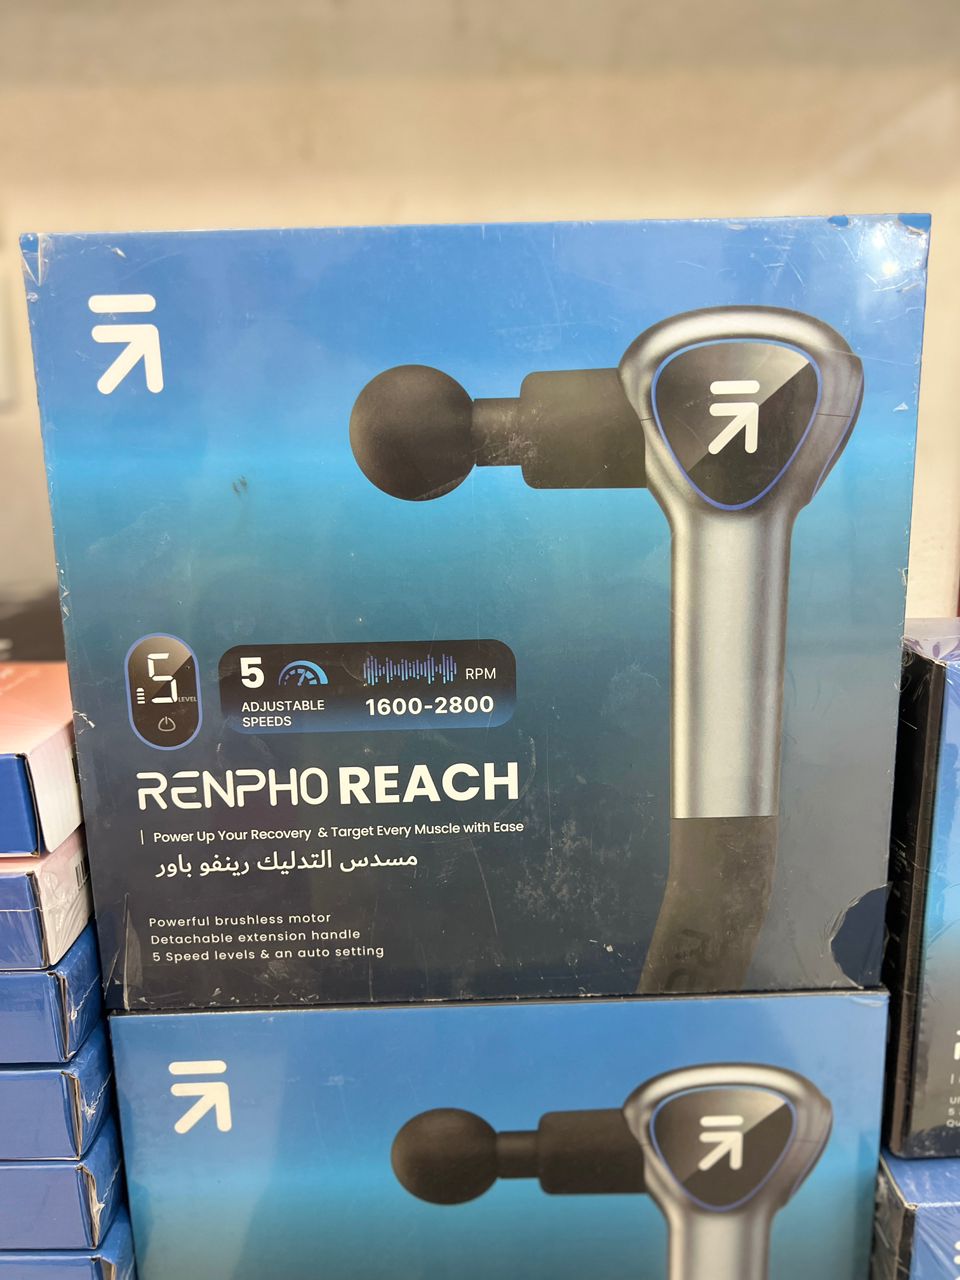 5
LEVEL
5
ADJUSTABLE
SPEEDS
RPM
1600-2800
RENPHO REACH
Power Up Your Recovery & Target Every Muscle with Ease
مسدس التدليك رينفو باور
Powerful brushless motor
Detachable extension handle
5 Speed levels & an auto setting